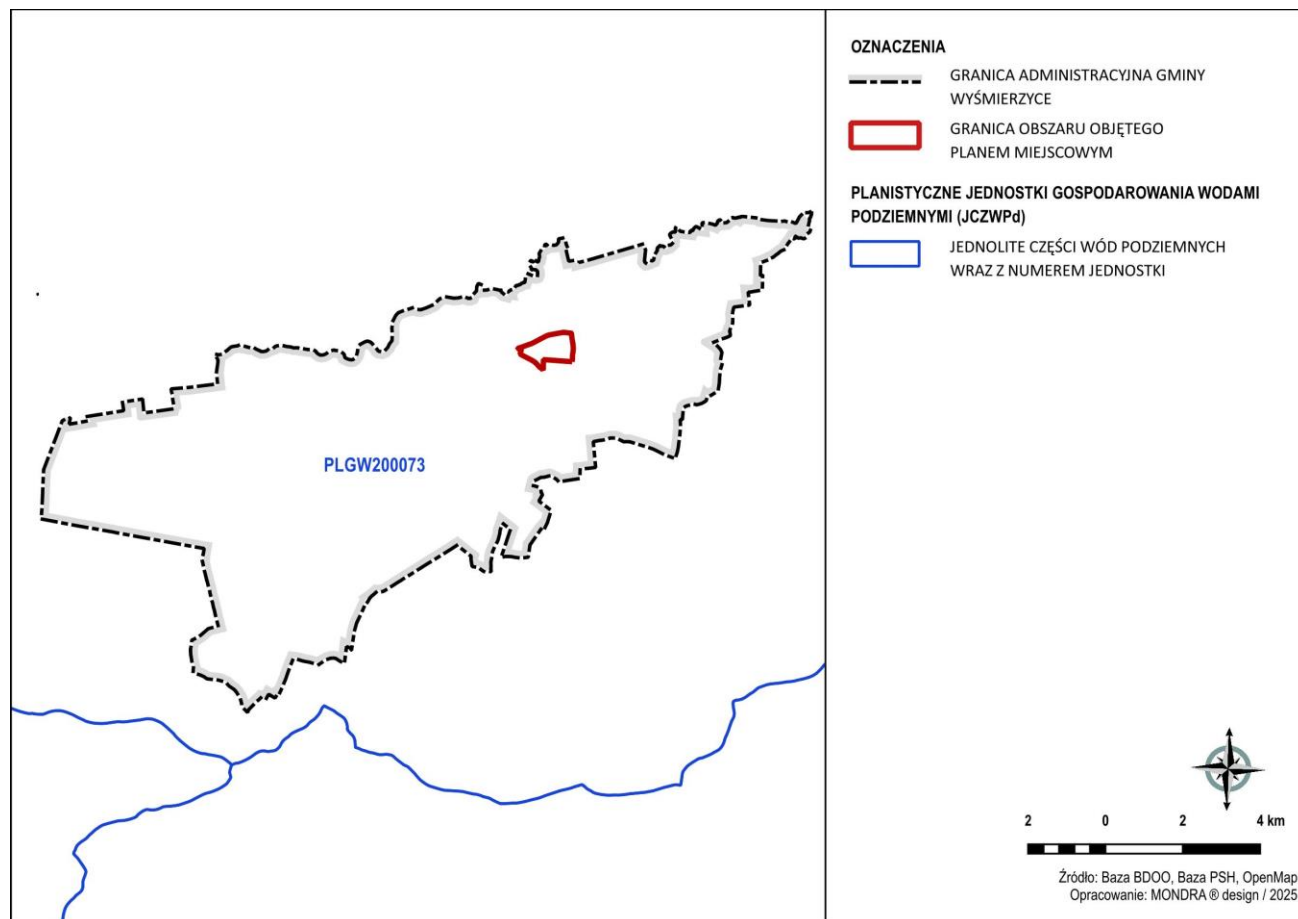 OZNACZENIA
GRANICA ADMINISTRACYJNA GMINY
WYŚMIERZYCE
GRANICA OBSZARU OBJĘTEGO
PLANEM MIEJSCOWYM
PLANISTYCZNE JEDNOSTKI GOSPODAROWANIA WODAMI
PODZIEMNYMI (JCZWPd)
JEDNOLITE CZĘŚCI WÓD PODZIEMNYCH
WRAZ Z NUMEREM JEDNOSTKI
PLGW200073
2 0 2 4 km
Źródło: Baza BDOO, Baza PSH, OpenMap
Opracowanie: MONDRA ® design / 2025